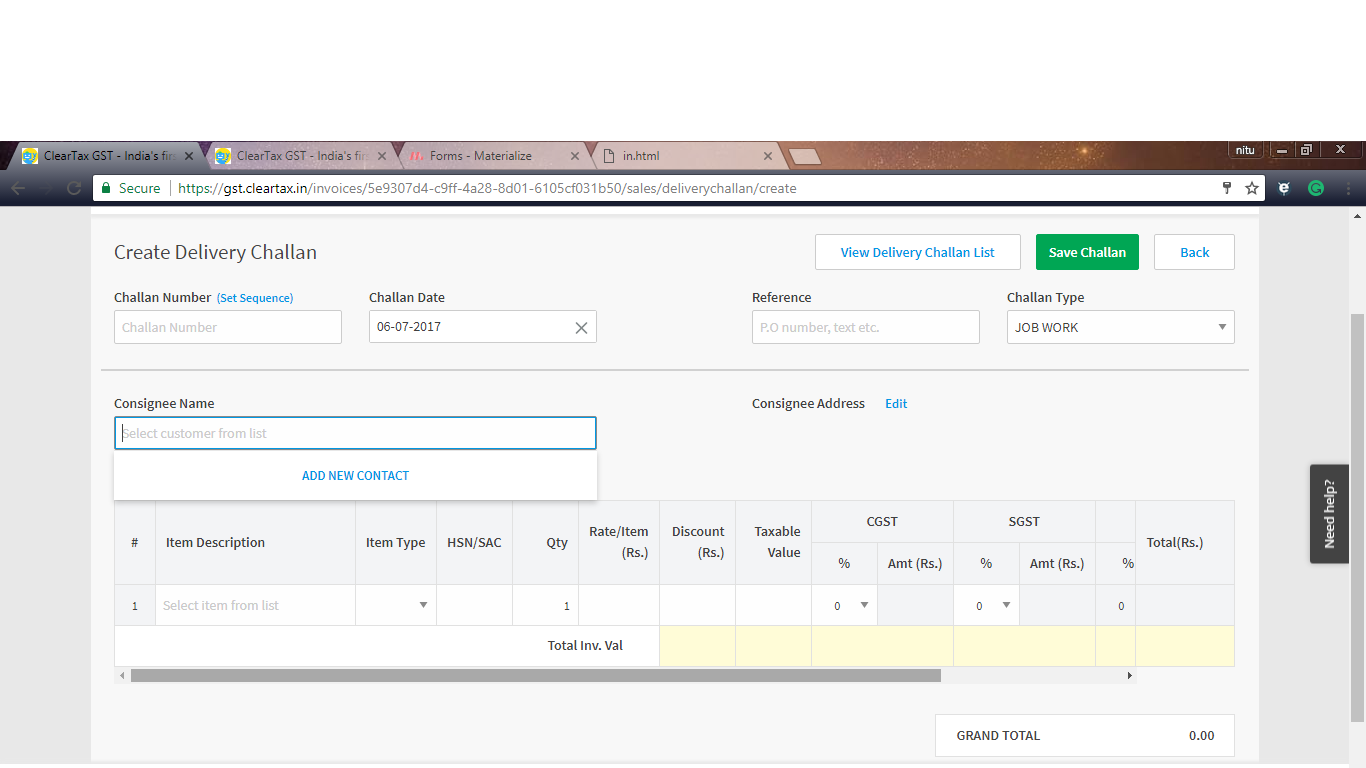 ClearTax GST - India's fir
ClearTax GST - India's fir
Forms - Materialize
in.html
nitu
Secure https://gst.cleartax.in/invoices/5e9307d4-c9ff-4a28-8d01-6105cf031b50/sales/deliverychallan/create
Create Delivery Challan
View Delivery Challan List
Save Challan
Back
Challan Number (Set Sequence)
Challan Date
Reference
Challan Type
Challan Number
06-07-2017
P.O number, text etc.
JOB WORK
Consignee Name
Consignee Address Edit
Select customer from list
ADD NEW CONTACT
Need help?
# Item Description Item Type HSN/SAC Qty Rate/Item (Rs.) Discount (Rs.) Taxable Value CGST SGST Total(Rs.)
% Amt (Rs.) % Amt (Rs.) %
1 Select item from list 1 0 0 0
Total Inv. Val
GRAND TOTAL 0.00